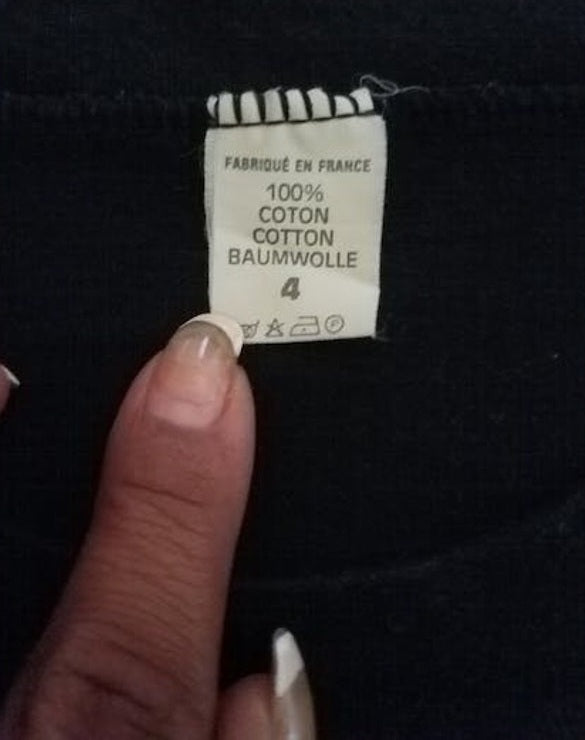 FABRIQUÉ EN FRANCE
100%
COTON
COTTON
BAUMWOLLE
4
P